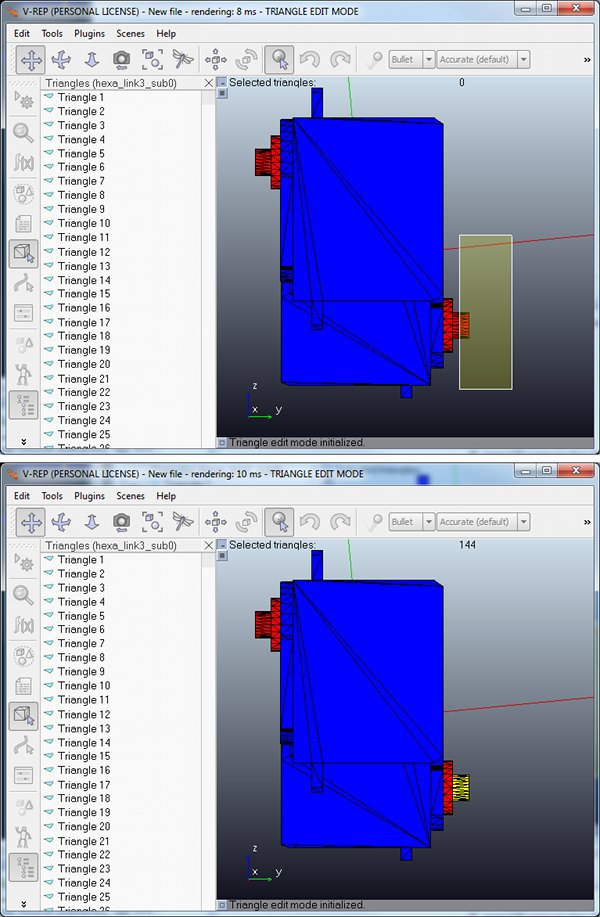 V-REP (PERSONAL LICENSE) - New file - rendering: 8 ms - TRIANGLE EDIT MODE
Edit Tools Plugins Scenes Help
f(x) Bullet Accurate (default) »
Triangles (hexa_link3_sub0)
Selected triangles: 0
Triangle 1
Triangle 2
Triangle 3
Triangle 4
Triangle 5
Triangle 6
Triangle 7
Triangle 8
Triangle 9
Triangle 10
Triangle 11
Triangle 12
Triangle 13
Triangle 14
Triangle 15
Triangle 16
Triangle 17
Triangle 18
Triangle 19
Triangle 20
Triangle 21
Triangle 22
Triangle 23
Triangle 24
Triangle 25
Triangle 26
z
x y
Triangle edit mode initialized.
V-REP (PERSONAL LICENSE) - New file - rendering: 10 ms - TRIANGLE EDIT MODE
Edit Tools Plugins Scenes Help
f(x) Bullet Accurate (default) »
Triangles (hexa_link3_sub0)
Selected triangles: 144
Triangle 1
Triangle 2
Triangle 3
Triangle 4
Triangle 5
Triangle 6
Triangle 7
Triangle 8
Triangle 9
Triangle 10
Triangle 11
Triangle 12
Triangle 13
Triangle 14
Triangle 15
Triangle 16
Triangle 17
Triangle 18
Triangle 19
Triangle 20
Triangle 21
Triangle 22
Triangle 23
Triangle 24
Triangle 25
Triangle 26
z
x y
Triangle edit mode initialized.